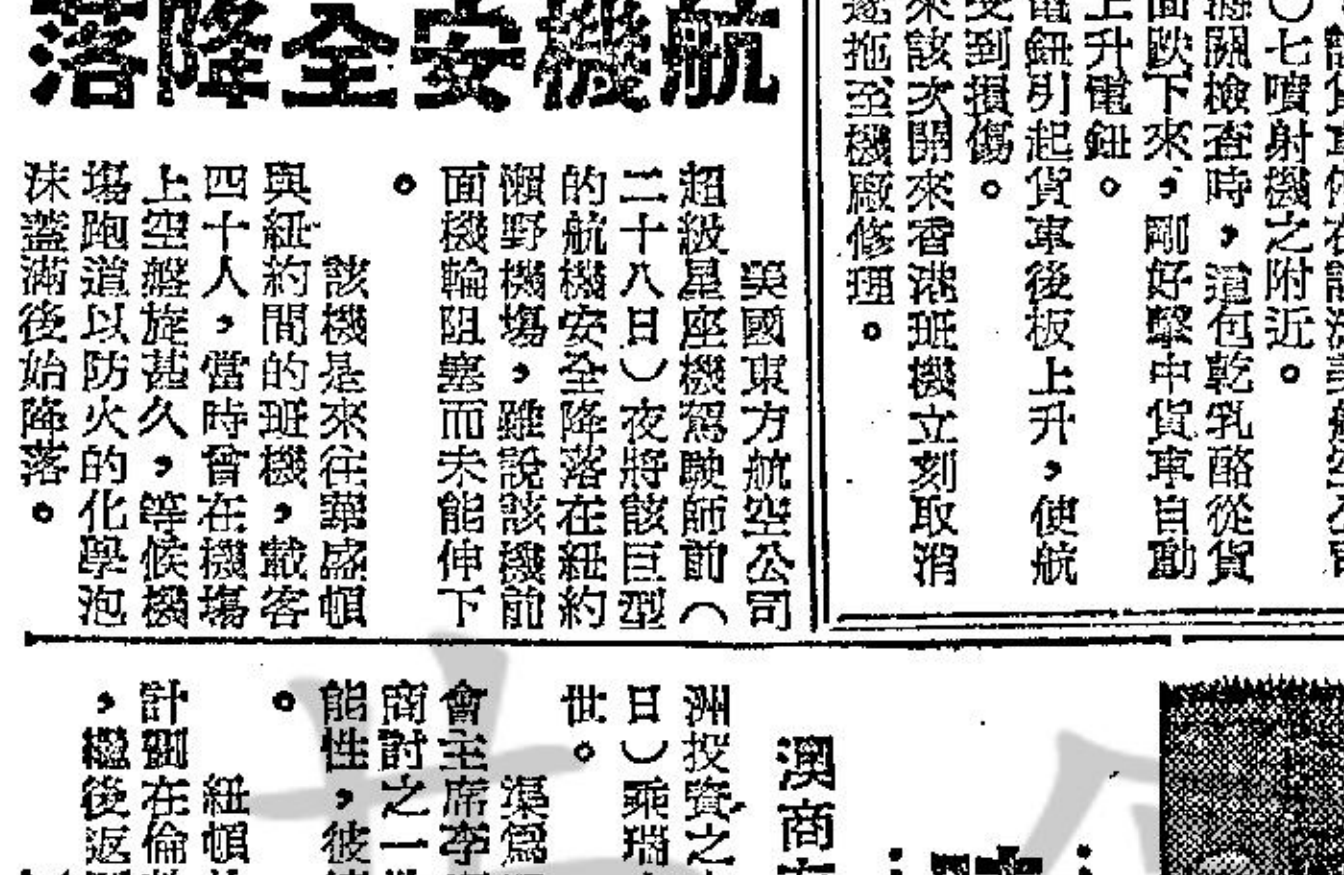 航機安全降落
美國東方航空公司
超級星座機駕駛師前(
二十八日)夜將該巨型
的航機安全降落在紐約
懶野機塲,雖說該機前
面機輪阻塞而未能伸下
。
該機是來往華盛頓
與紐約間的班機,載客
四十人,當時曾在機塲
上空盤旋甚久,等候機
塲跑道以防火的化學泡
沫蓋滿後始降落。
)七噴射機之附近。
關檢查時,這包乾乳酪從貨
面跌下來,剛好擊中貨車自動
上升電鈕。
電鈕引起貨車後板上升,使航
受到損傷。
來該次開來香港班機立刻取消
遂拖至機廠修理。
澳商
洲投資之
日)乘瑞
世。
渠爲
會主席李
商討之一
能性,彼
。
紐頓
計劃在倫
,繼後返